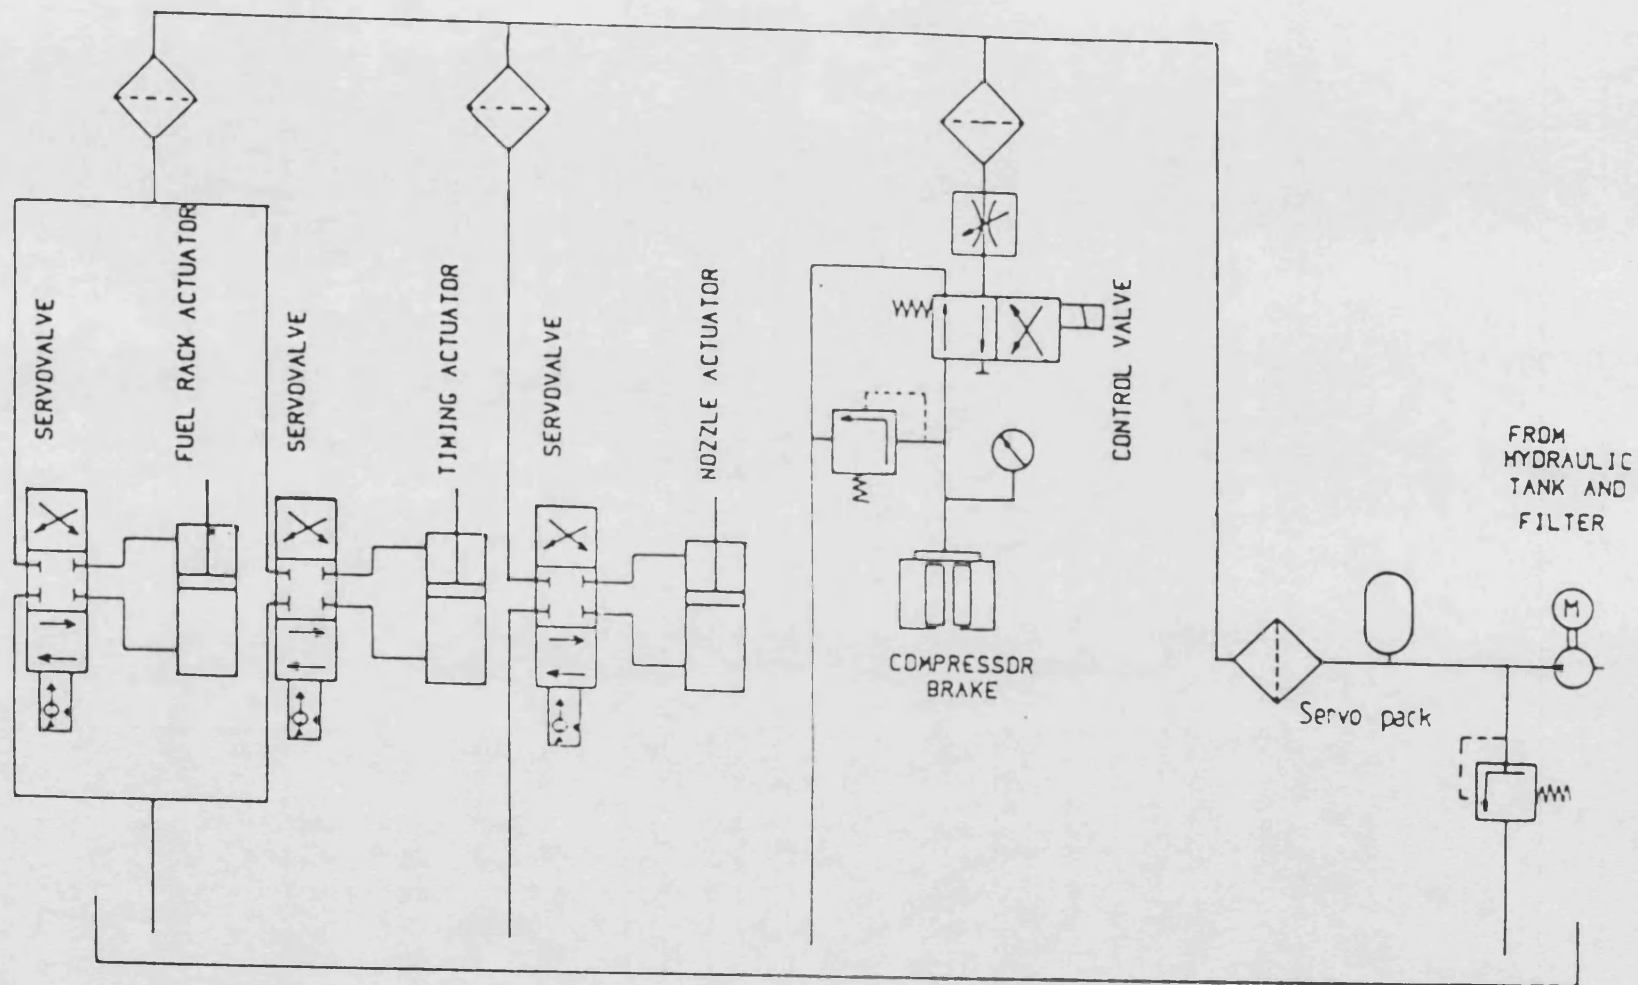 SERVOVALVE
FUEL RACK ACTUATOR
SERVOVALVE
TIMING ACTUATOR
SERVOVALVE
NOZZLE ACTUATOR
CONTROL VALVE
COMPRESSOR
BRAKE
FROM
HYDRAULIC
TANK AND
FILTER
M
Servo pack